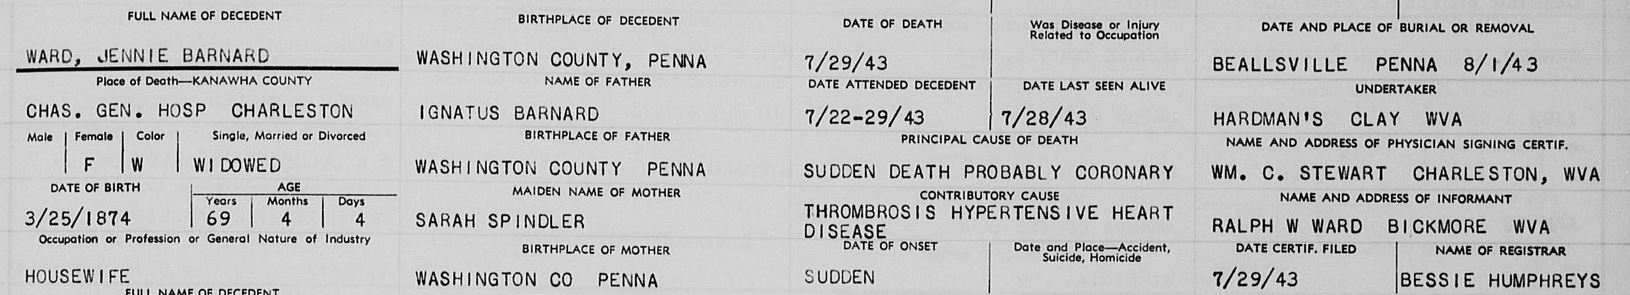 FULL NAME OF DECEDENT
WARD, JENNIE BARNARD
Place of Death—KANAWHA COUNTY
CHAS. GEN. HOSP CHARLESTON
Male Female Color Single, Married or Divorced
F W WIDOWED
DATE OF BIRTH AGE
Years Months Days
3/25/1874 69 4 4
Occupation or Profession or General Nature of Industry
HOUSEWIFE
FULL NAME OF DECEDENT
BIRTHPLACE OF DECEDENT
WASHINGTON COUNTY, PENNA
NAME OF FATHER
IGNATUS BARNARD
BIRTHPLACE OF FATHER
WASHINGTON COUNTY PENNA
MAIDEN NAME OF MOTHER
SARAH SPINDLER
BIRTHPLACE OF MOTHER
WASHINGTON CO PENNA
DATE OF DEATH
Was Disease or Injury
Related to Occupation
7/29/43
DATE ATTENDED DECEDENT DATE LAST SEEN ALIVE
7/22-29/43 7/28/43
PRINCIPAL CAUSE OF DEATH
SUDDEN DEATH PROBABLY CORONARY
CONTRIBUTORY CAUSE
THROMBROSIS HYPERTENSIVE HEART
DISEASE
DATE OF ONSET Date and Place—Accident,
Suicide, Homicide
SUDDEN
DATE AND PLACE OF BURIAL OR REMOVAL
BEALLSVILLE PENNA 8/1/43
UNDERTAKER
HARDMAN'S CLAY WVA
NAME AND ADDRESS OF PHYSICIAN SIGNING CERTIF.
WM. C. STEWART CHARLESTON, WVA
NAME AND ADDRESS OF INFORMANT
RALPH W WARD BICKMORE WVA
DATE CERTIF. FILED NAME OF REGISTRAR
7/29/43 BESSIE HUMPHREYS